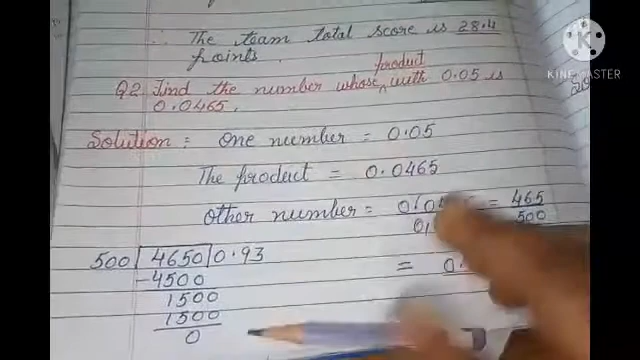 ∴ The team total score is 28.4
points.
product
Q2. Find the number whose ^ with 0.05 is
0.0465.
Solution = One number = 0.05
The product = 0.0465
Other number = = 465
500
500 4650 0.93
-4500
1500
1500
0
= 0.
KINEMASTER